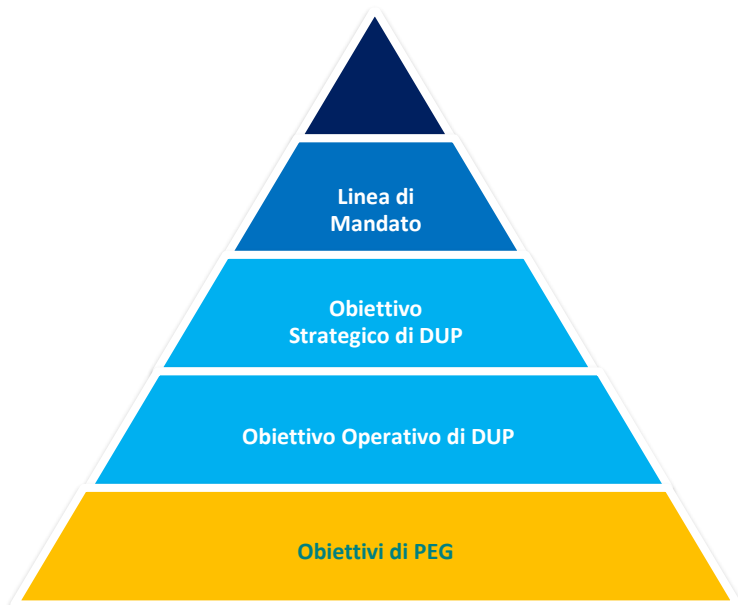 Linea di
Mandato
Obiettivo
Strategico di DUP
Obiettivo Operativo di DUP
Obiettivi di PEG